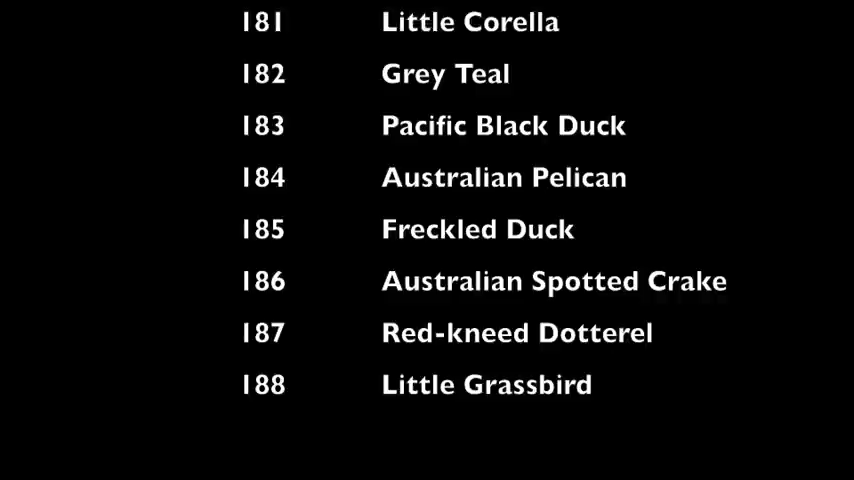 181 Little Corella
182 Grey Teal
183 Pacific Black Duck
184 Australian Pelican
185 Freckled Duck
186 Australian Spotted Crake
187 Red-kneed Dotterel
188 Little Grassbird